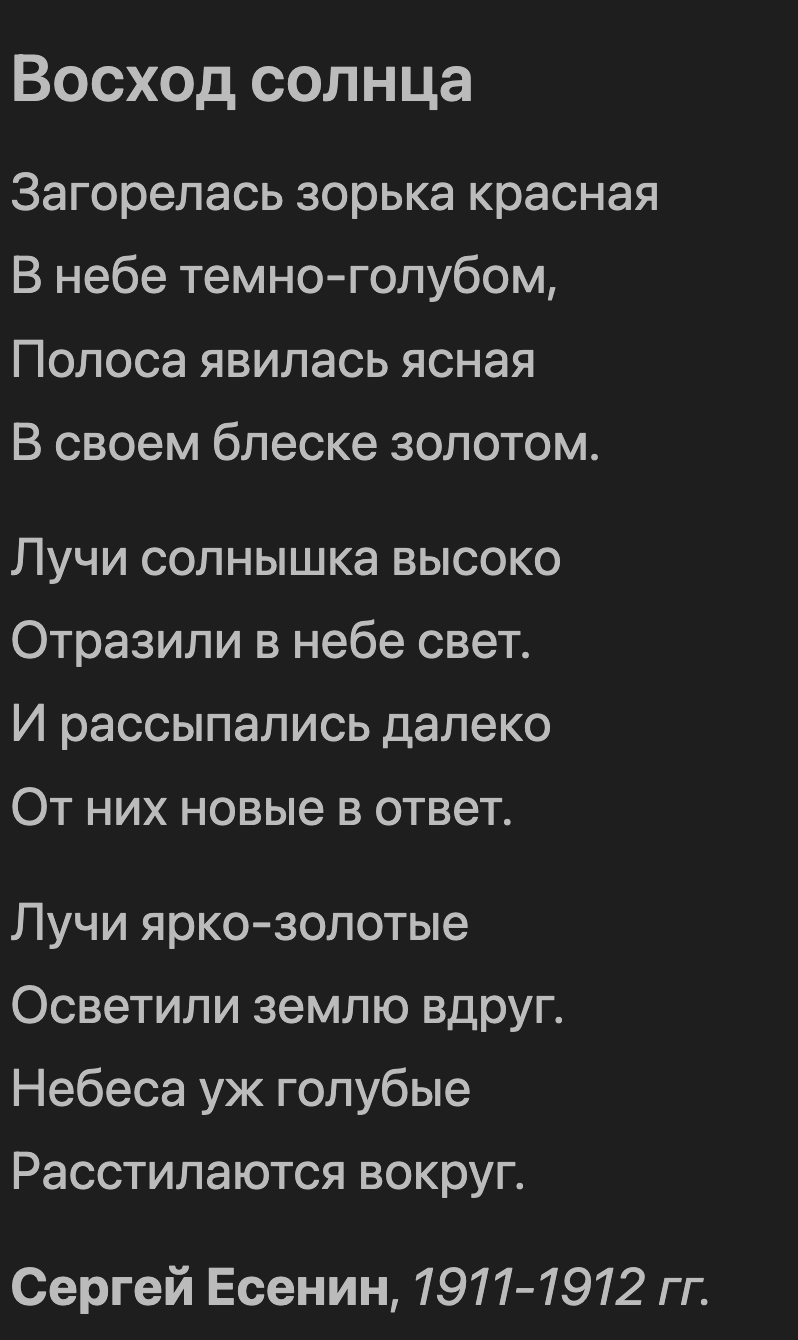 Восход солнца
Загорелась зорька красная
В небе темно-голубом,
Полоса явилась ясная
В своем блеске золотом.
Лучи солнышка высоко
Отразили в небе свет.
И рассыпались далеко
От них новые в ответ.
Лучи ярко-золотые
Осветили землю вдруг.
Небеса уж голубые
Расстилаются вокруг.
Сергей Есенин, 1911-1912 гг.